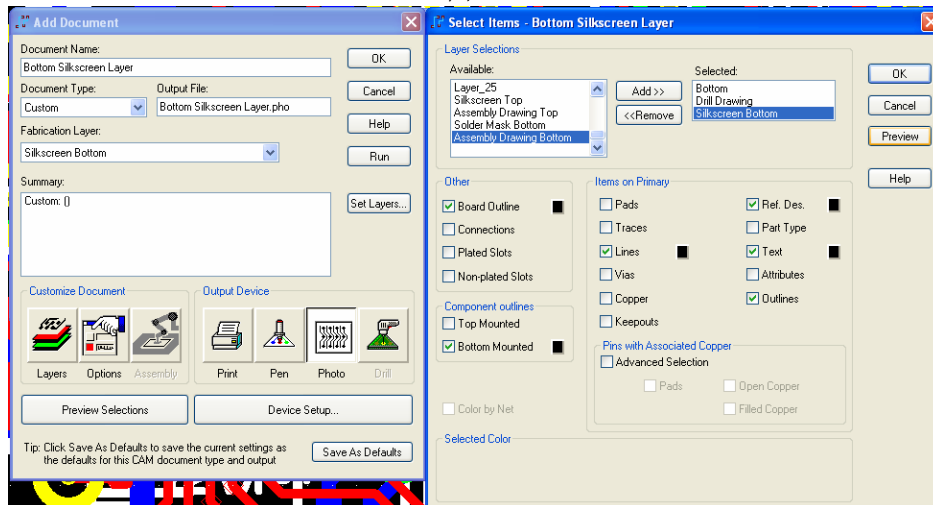 Add Document
Document Name:
Bottom Silkscreen Layer
OK
Document Type:
Output File:
Custom
Bottom Silkscreen Layer.pho
Cancel
Fabrication Layer:
Help
Silkscreen Bottom
Run
Summary:
Custom: ()
Set Layers...
Customize Document
Output Device
Layers
Options
Assembly
Print
Pen
Photo
Drill
Preview Selections
Device Setup...
Tip: Click Save As Defaults to save the current settings as
the defaults for this CAM document type and output
Save As Defaults
Select Items - Bottom Silkscreen Layer
Layer Selections
Available:
Selected:
Layer_25
Silkscreen Top
Assembly Drawing Top
Solder Mask Bottom
Assembly Drawing Bottom
Add >>
<<Remove
Bottom
Drill Drawing
Silkscreen Bottom
OK
Cancel
Preview
Help
Other
Board Outline
Connections
Plated Slots
Non-plated Slots
Component outlines
Top Mounted
Bottom Mounted
Color by Net
Items on Primary
Pads
Ref. Des.
Traces
Part Type
Lines
Text
Vias
Attributes
Copper
Outlines
Keepouts
Pins with Associated Copper
Advanced Selection
Pads
Open Copper
Filled Copper
Selected Color